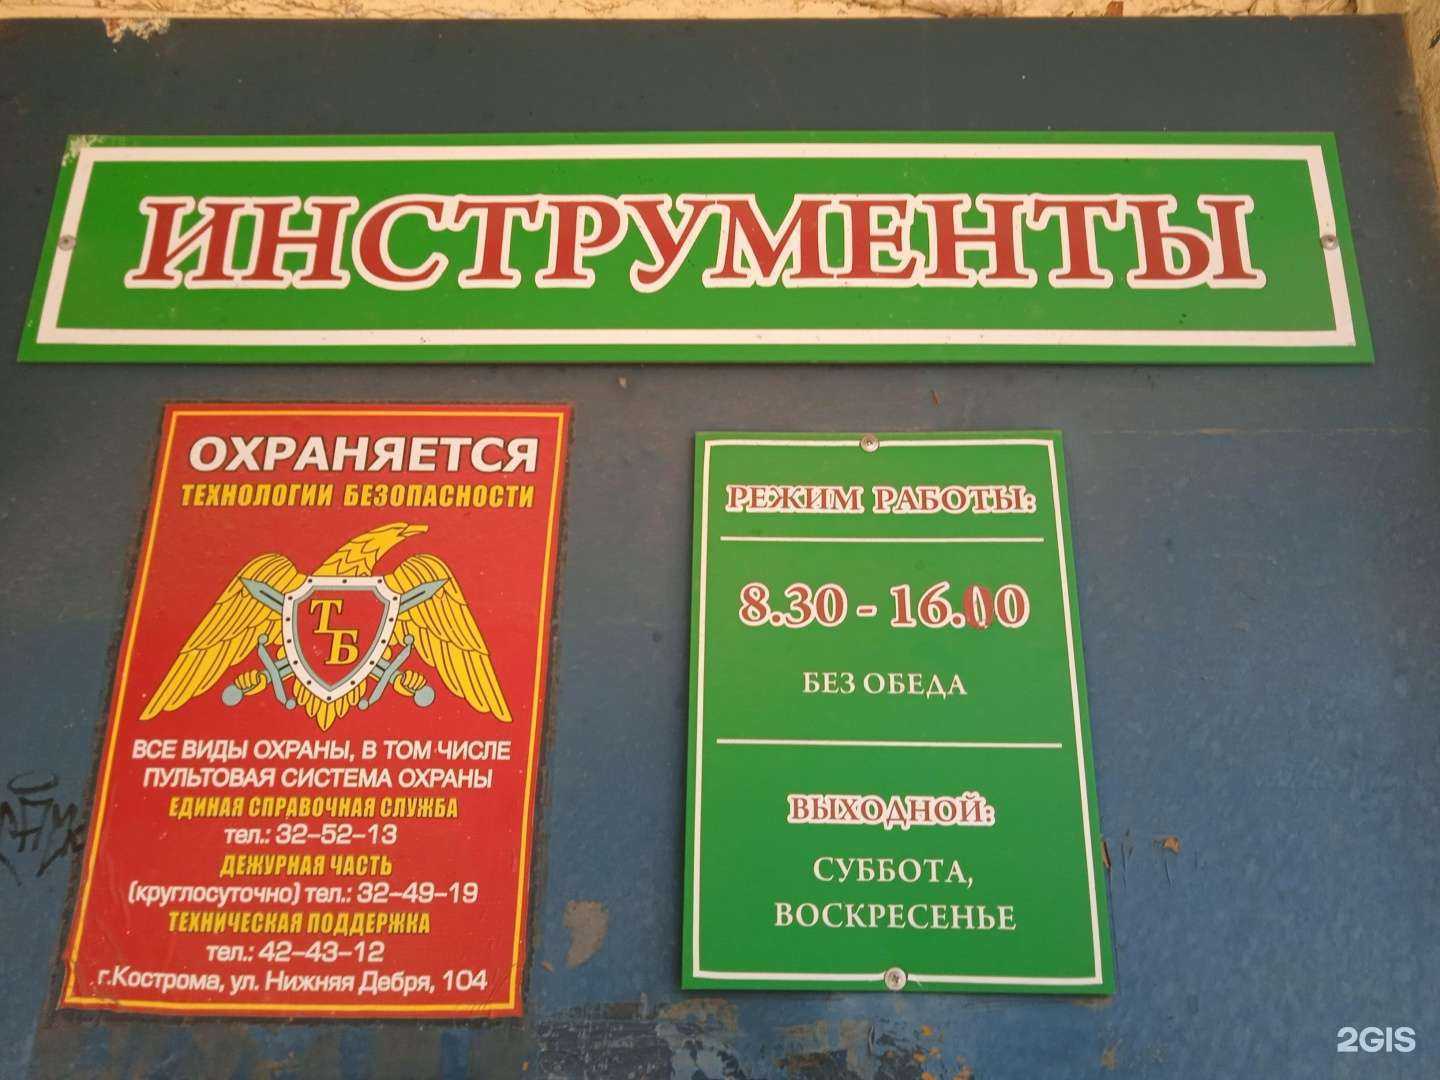 ИНСТРУМЕНТЫ
ОХРАНЯЕТСЯ
ТЕХНОЛОГИИ БЕЗОПАСНОСТИ
ТБ
ВСЕ ВИДЫ ОХРАНЫ, В ТОМ ЧИСЛЕ
ПУЛЬТОВАЯ СИСТЕМА ОХРАНЫ
ЕДИНАЯ СПРАВОЧНАЯ СЛУЖБА
тел.: 32-52-13
ДЕЖУРНАЯ ЧАСТЬ
(круглосуточно) тел.: 32-49-19
ТЕХНИЧЕСКАЯ ПОДДЕРЖКА
тел.: 42-43-12
г.Кострома, ул. Нижняя Дебря, 104
РЕЖИМ РАБОТЫ:
8.30 - 16.00
БЕЗ ОБЕДА
ВЫХОДНОЙ:
СУББОТА,
ВОСКРЕСЕНЬЕ
2GIS